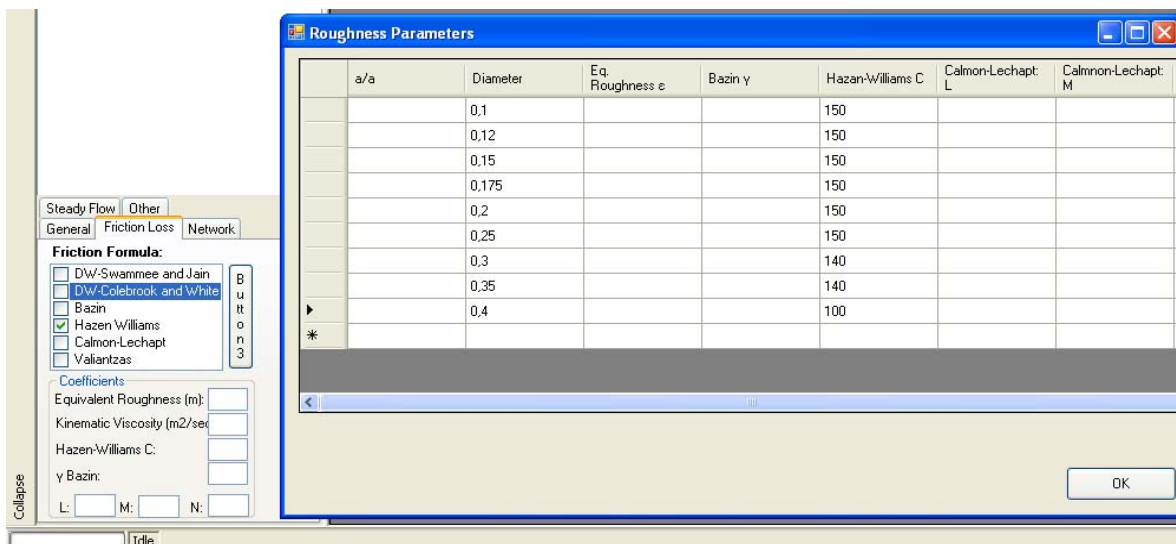 Roughness Parameters
a/a Diameter Eq. Roughness ε Bazin γ Hazan-Williams C Calmon-Lechapt: L Calmnon-Lechapt: M
0,1 150
0,12 150
0,15 150
0,175 150
0,2 150
0,25 150
0,3 140
0,35 140
0,4 100
OK
Steady Flow Other
General Friction Loss Network
Friction Formula:
DW-Swammee and Jain
DW-Colebrook and White
Bazin
Hazen Williams
Calmon-Lechapt
Valiantzas
Button3
Coefficients
Equivalent Roughness (m):
Kinematic Viscosity (m2/sec
Hazen-Williams C:
γ Bazin:
L: M: N:
Collapse
Idle